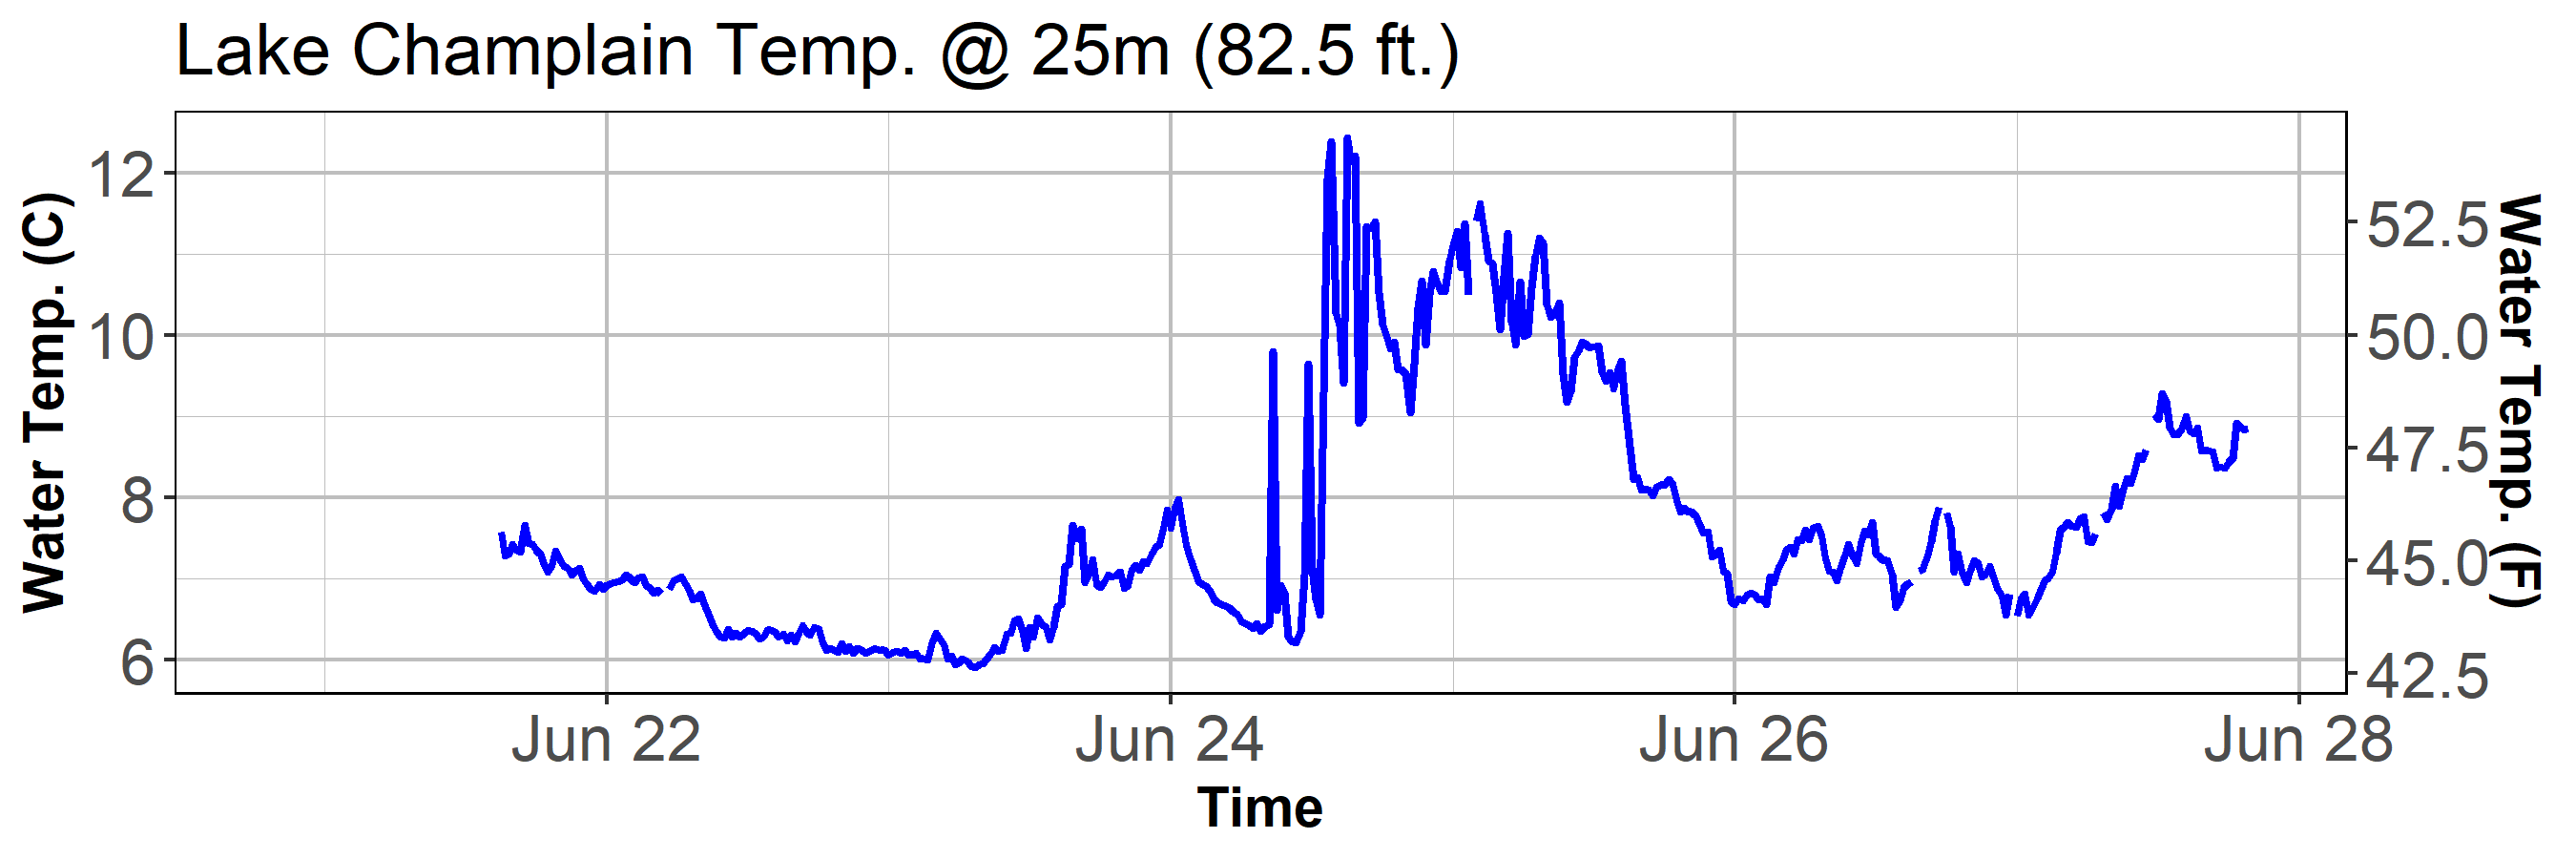 Lake Champlain Temp. @ 25m (82.5 ft.)
Water Temp. (C)
12
10
8
6
52.5
50.0
47.5
45.0
42.5
Water Temp. (F)
Jun 22 Jun 24 Jun 26 Jun 28
Time